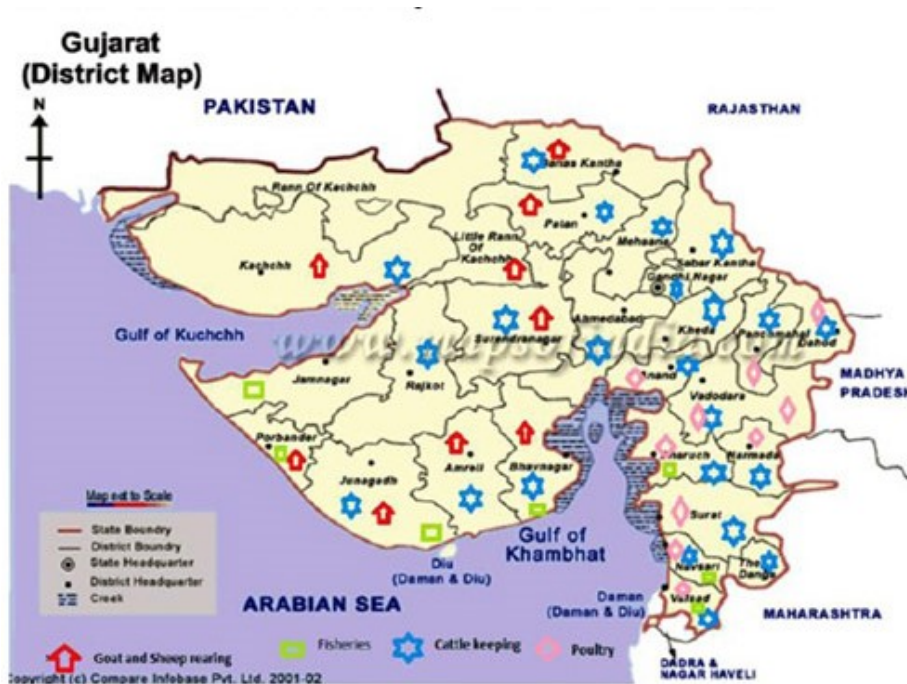 Gujarat
(District Map)
N
PAKISTAN
RAJASTHAN
Banas Kantha
Rann Of Kachchh
Patan
Mehsana
Little Rann
Of
Kachchh
Sabar Kantha
Kachchh
Gandhi Nagar
Gulf of Kuchchh
Ahmedabad
Kheda
Panchmahal
Dahod
Surendranagar
www.mapsofindia.com
Jamnagar
Rajkot
Anand
Vadodara
MADHYA
PRADESH
Porbander
Junagadh
Amreli
Bhavnagar
Bharuch
Narmada
Map not to Scale
State Boundry
District Boundry
State Headquarter
District Headquarter
Creek
Surat
Gulf of
Khambhat
Diu
(Daman & Diu)
Navsari
The
Dangs
Daman
(Daman & Diu)
Valsad
ARABIAN SEA
MAHARASHTRA
Goat and Sheep rearing
Fisheries
Cattle keeping
Poultry
DADRA &
NAGAR HAVELI
Copyright (c) Compare Infobase Pvt. Ltd. 2001-02